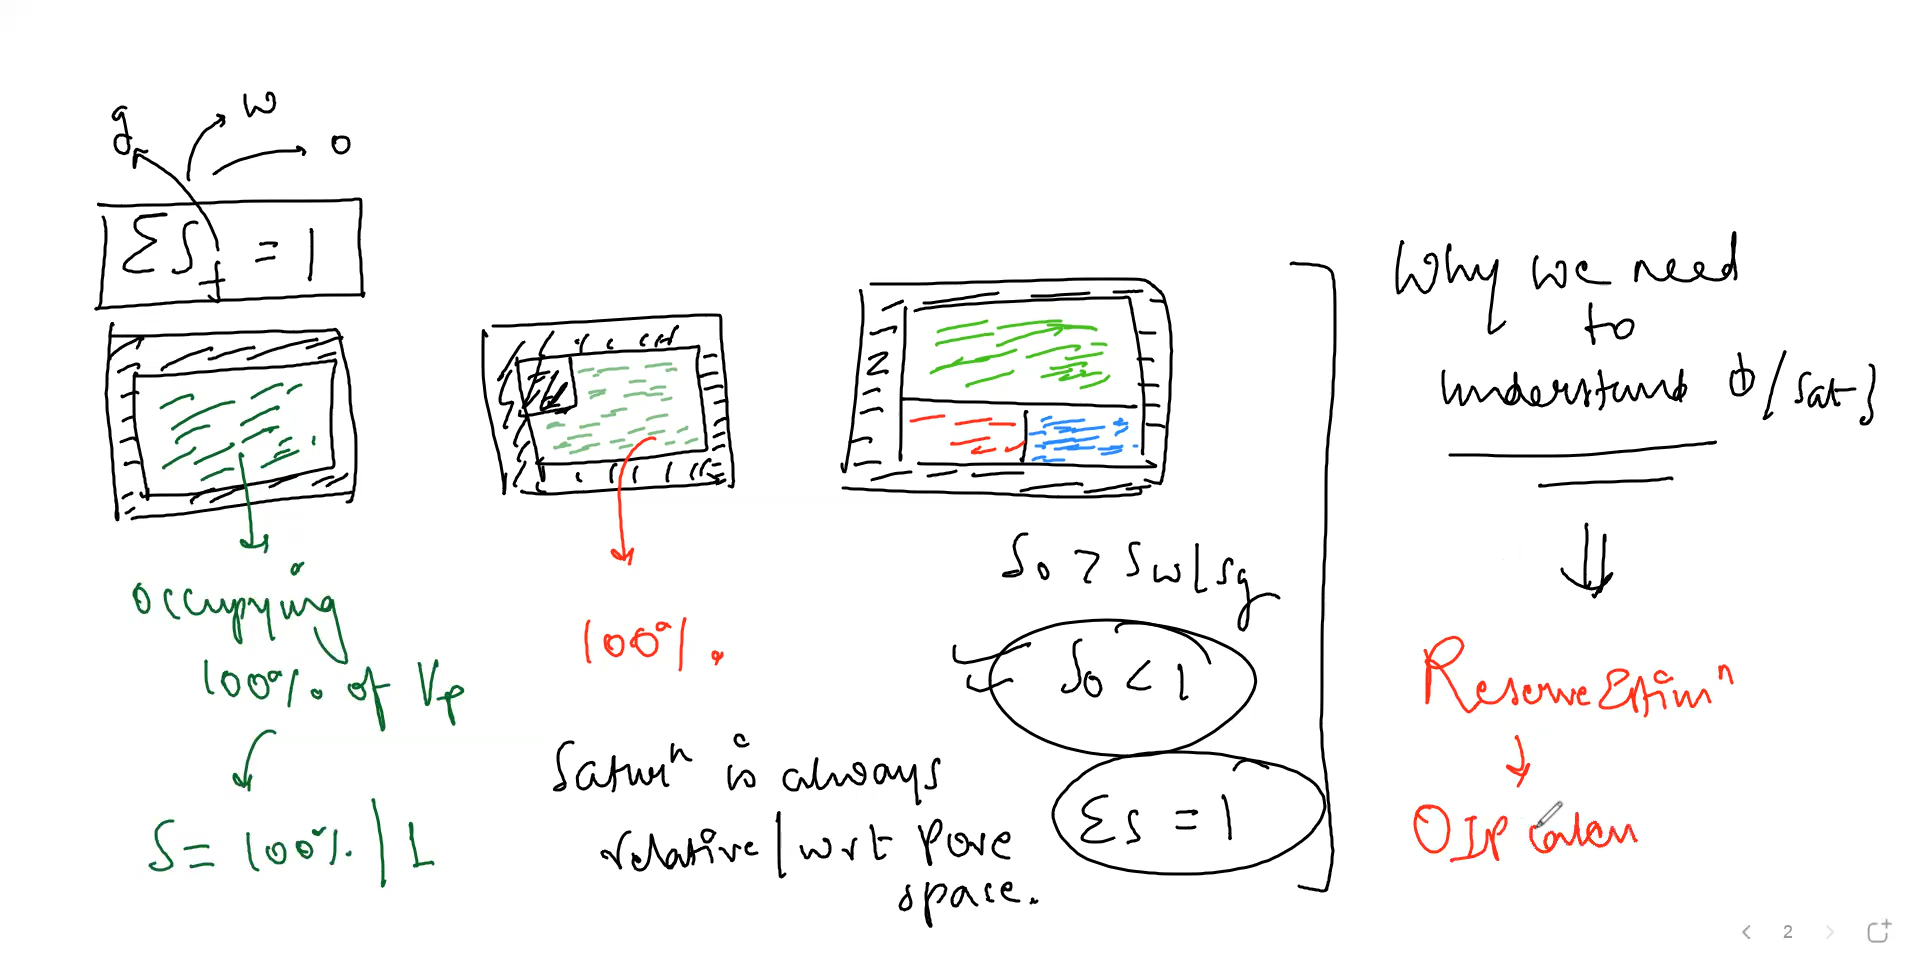 g
w
o
ΣSf = 1
occupying
100% of Vp
S = 100% | 1
100%.
Saturⁿ is always
relative | wrt Pore
space.
So > Sw | Sg
So < 1
ΣS = 1
Why we need
to
understand ϕ / Sat }
Reserve Estimⁿ
OIP calcn
2